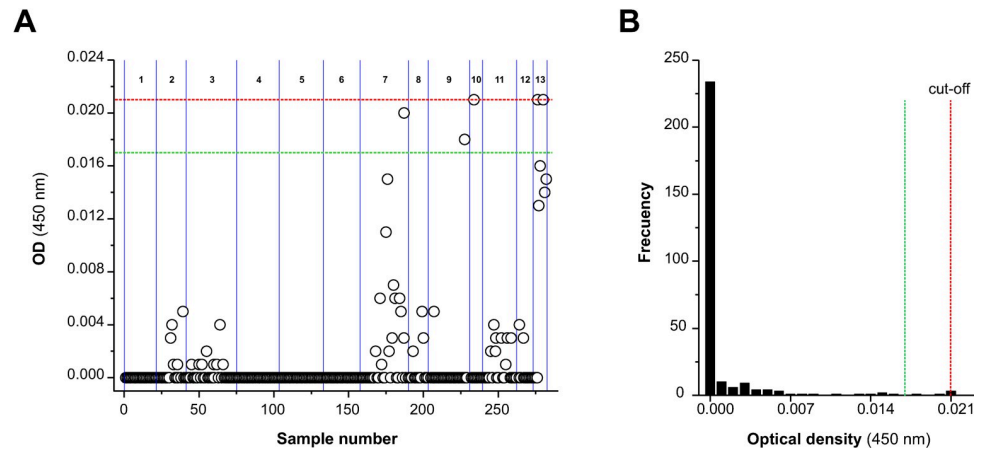 A
B
OD (450 nm)
0.024
0.020
0.016
0.012
0.008
0.004
0.000
1 2 3 4 5 6 7 8 9 10 11 12 13
0 50 100 150 200 250
Sample number
Frecuency
250
200
150
100
50
0
cut-off
0.000 0.007 0.014 0.021
Optical density (450 nm)